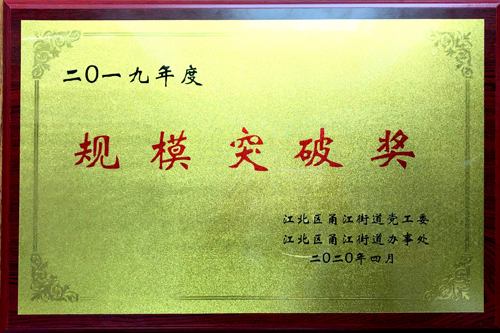 二〇一九年度
规模突破奖
江北区甬江街道党工委
江北区甬江街道办事处
二〇二〇年四月